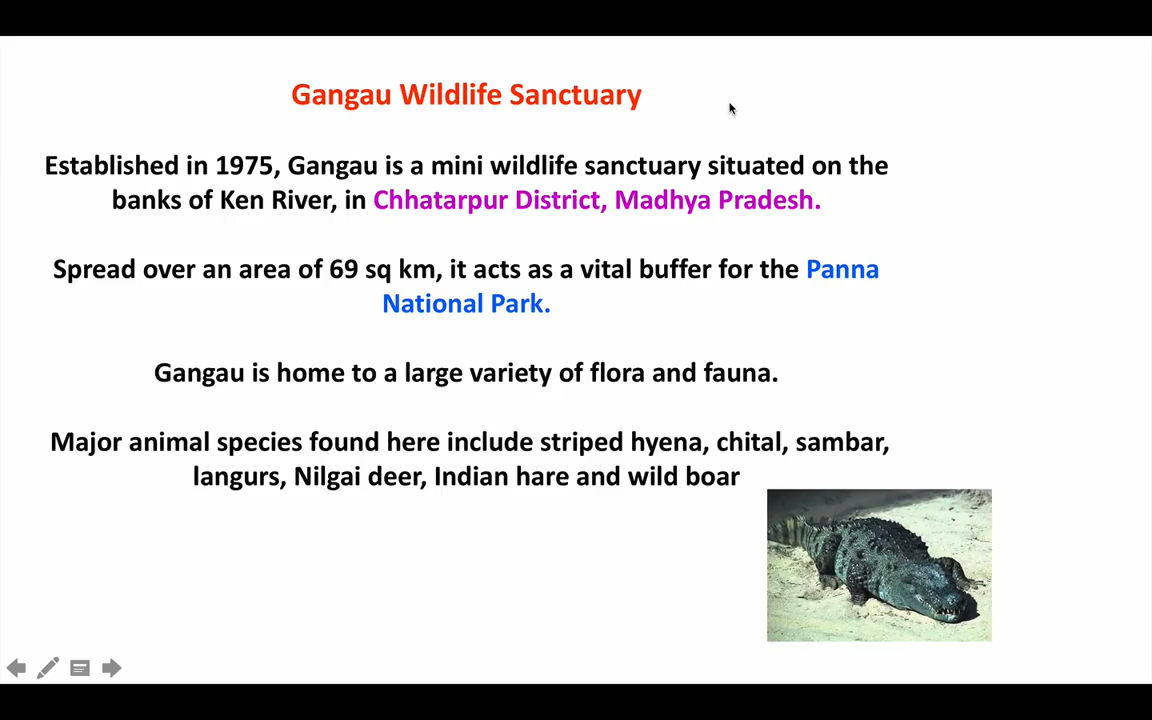 Gangau Wildlife Sanctuary
Established in 1975, Gangau is a mini wildlife sanctuary situated on the
banks of Ken River, in Chhatarpur District, Madhya Pradesh.
Spread over an area of 69 sq km, it acts as a vital buffer for the Panna
National Park.
Gangau is home to a large variety of flora and fauna.
Major animal species found here include striped hyena, chital, sambar,
langurs, Nilgai deer, Indian hare and wild boar